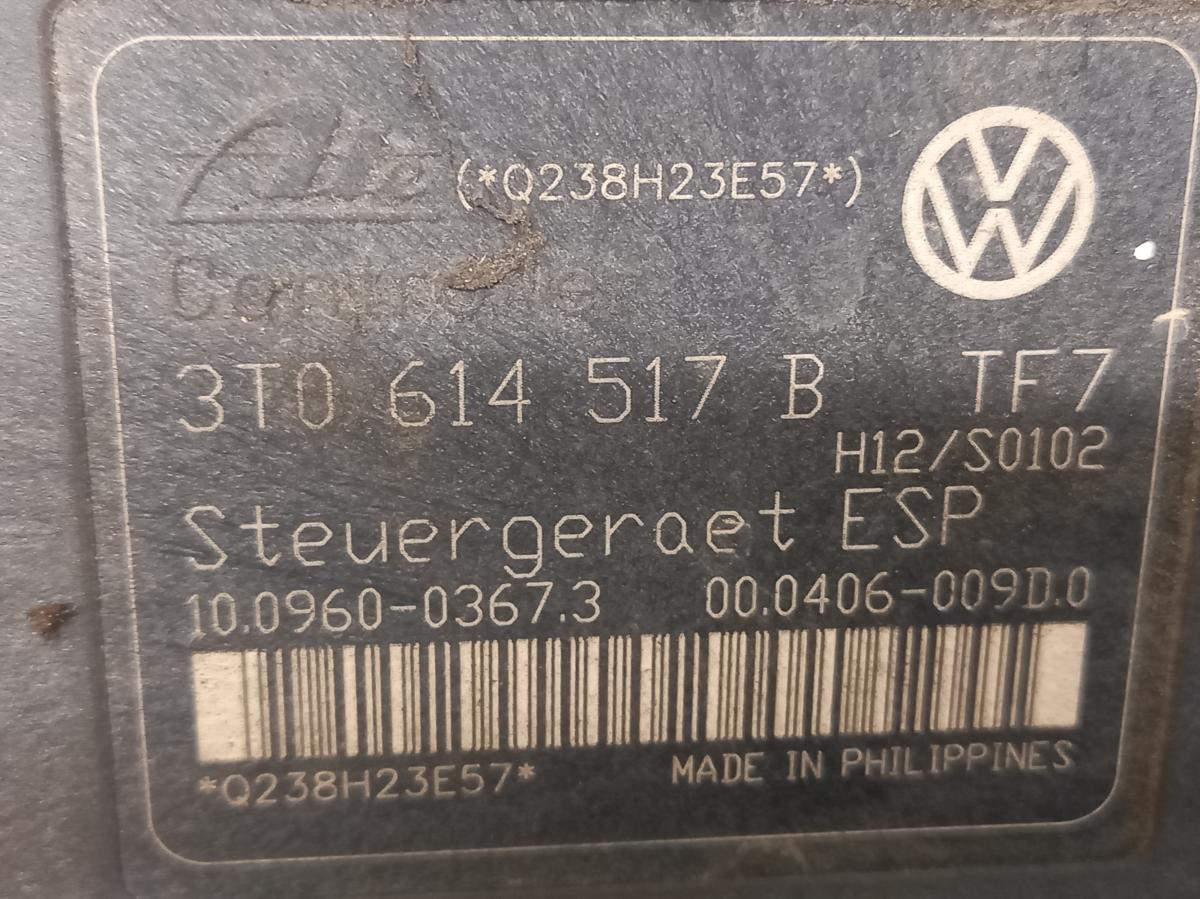 Ate
(*Q238H23E57*)
3T0 614 517 B TF7
H12/S0102
Steuergeraet ESP
10.0960-0367.3 00.0406-009D.0
*Q238H23E57*
MADE IN PHILIPPINES